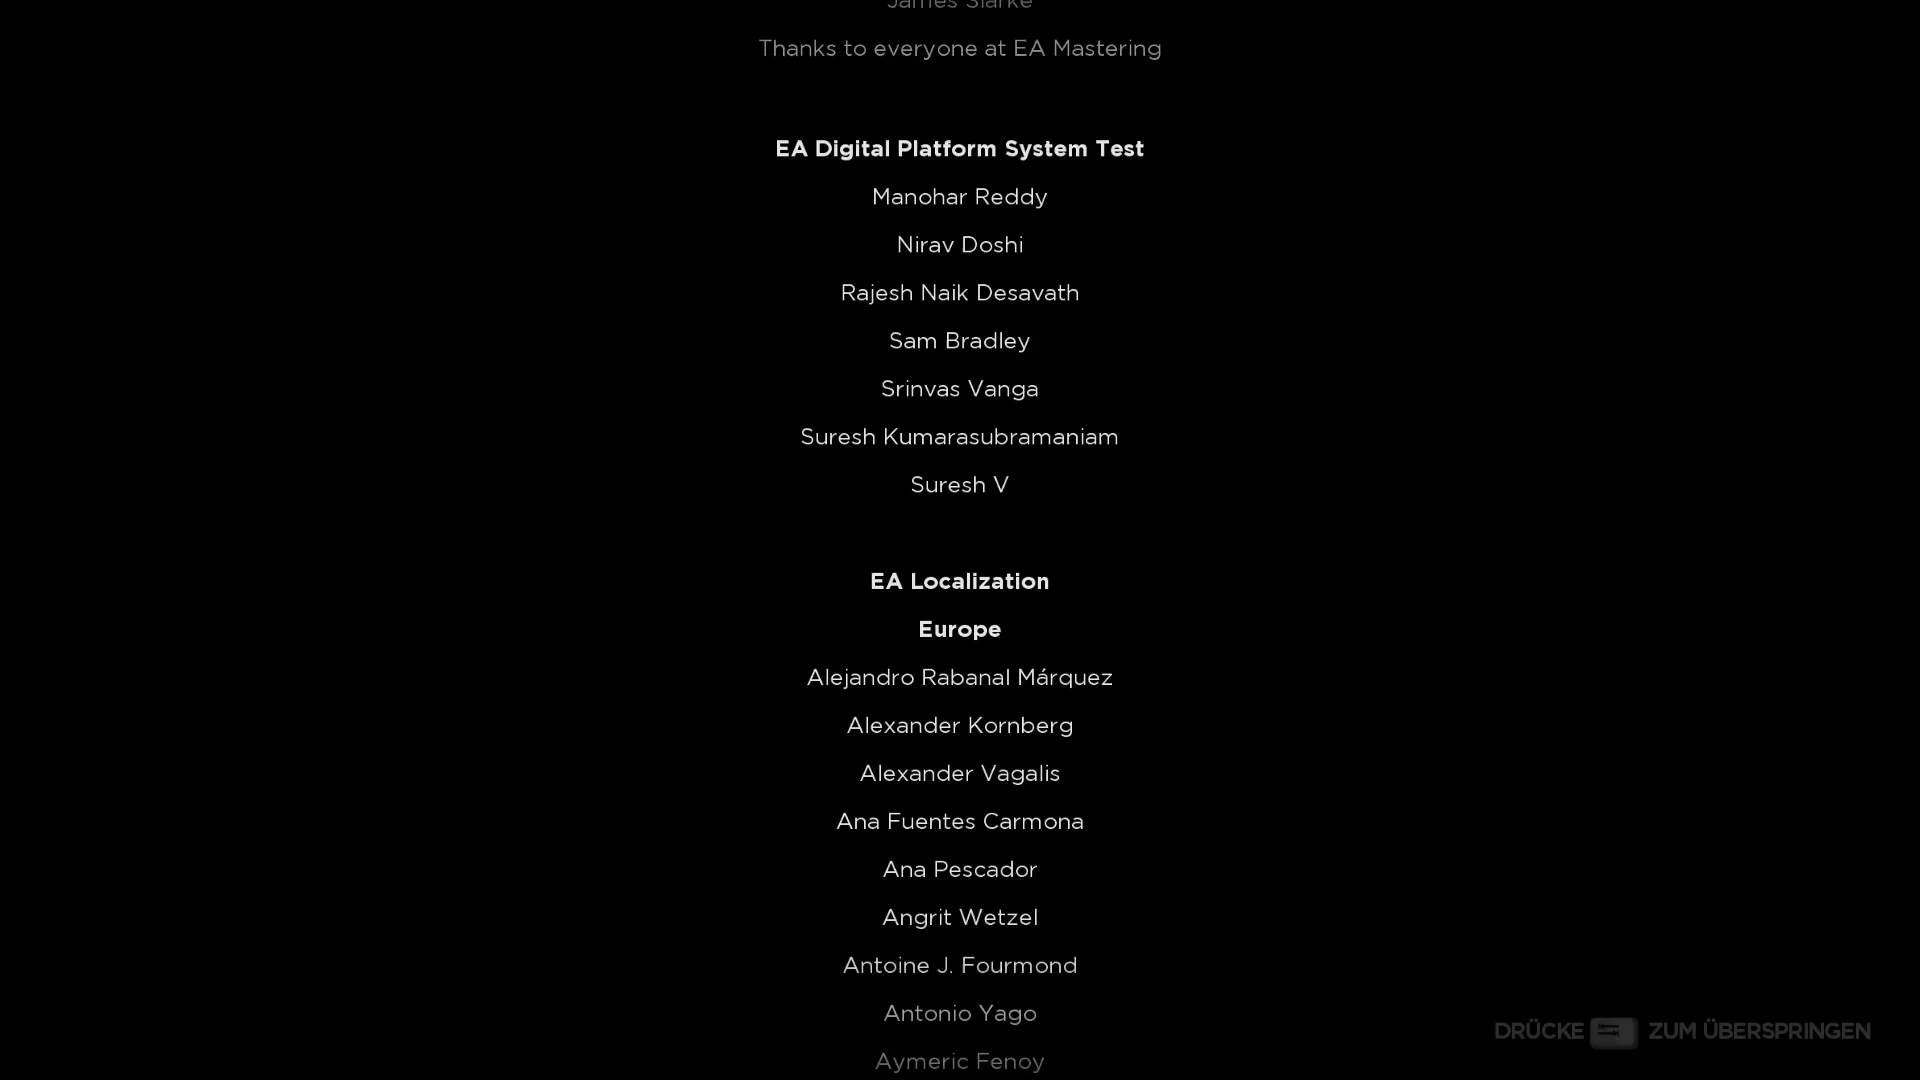 James Slarke
Thanks to everyone at EA Mastering
EA Digital Platform System Test
Manohar Reddy
Nirav Doshi
Rajesh Naik Desavath
Sam Bradley
Srinvas Vanga
Suresh Kumarasubramaniam
Suresh V
EA Localization
Europe
Alejandro Rabanal Márquez
Alexander Kornberg
Alexander Vagalis
Ana Fuentes Carmona
Ana Pescador
Angrit Wetzel
Antoine J. Fourmond
Antonio Yago
Aymeric Fenoy
DRÜCKE ZUM ÜBERSPRINGEN